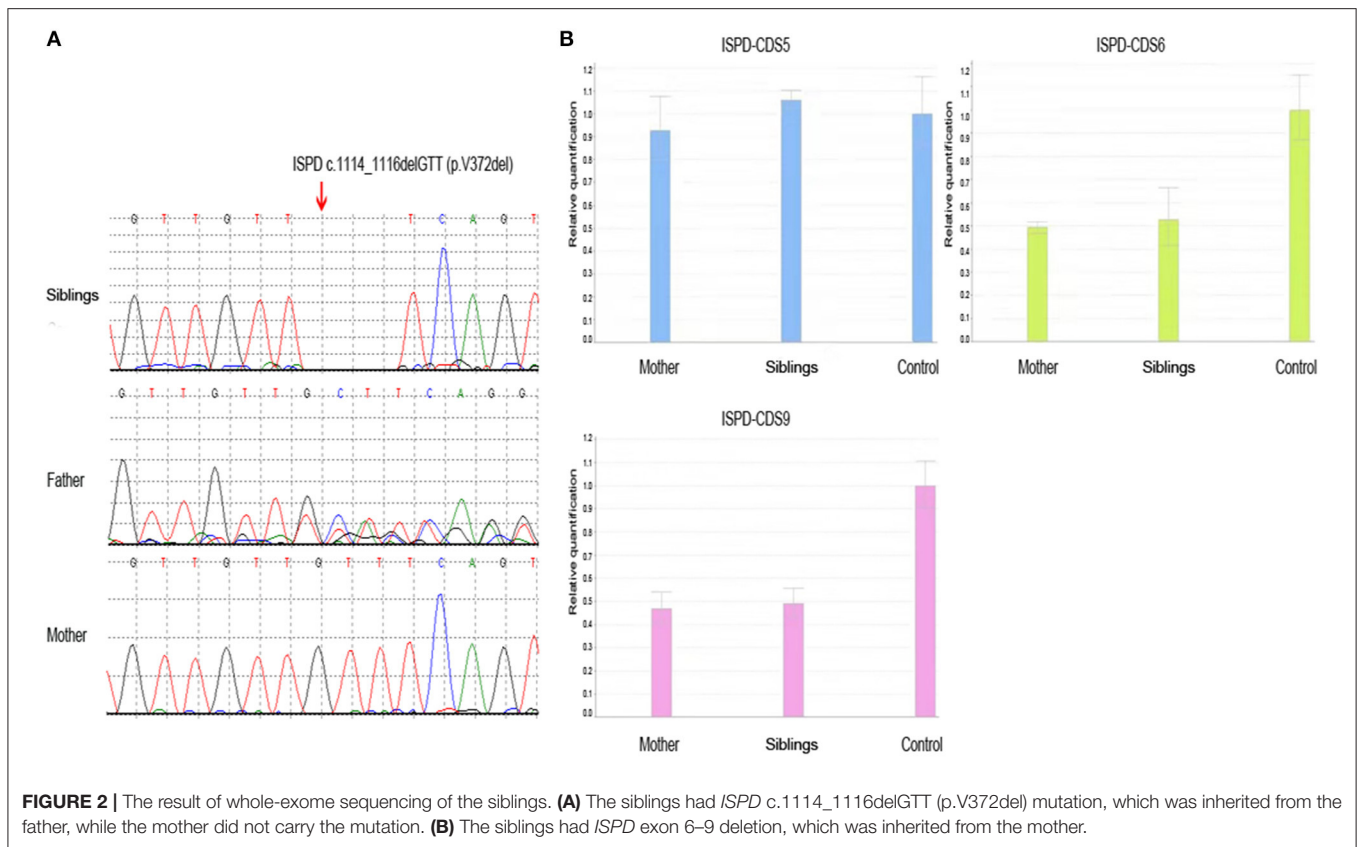 A
ISPD c.1114_1116delGTT (p.V372del)
G T T G T T T C A G T
Siblings
G T T G T T G C T T C A G G
Father
G T T G T T G T T T C A G T
Mother
B
ISPD-CDS5
Relative quantification
1.2
1.1
1.0
0.9
0.8
0.7
0.6
0.5
0.4
0.3
0.2
0.1
0.0
Mother Siblings Control
ISPD-CDS6
Relative quantification
1.2
1.1
1.0
0.9
0.8
0.7
0.6
0.5
0.4
0.3
0.2
0.1
0.0
Mother Siblings Control
ISPD-CDS9
Relative quantification
1.2
1.1
1.0
0.9
0.8
0.7
0.6
0.5
0.4
0.3
0.2
0.1
0.0
Mother Siblings Control
FIGURE 2 | The result of whole-exome sequencing of the siblings. (A) The siblings had ISPD c.1114_1116delGTT (p.V372del) mutation, which was inherited from the
father, while the mother did not carry the mutation. (B) The siblings had ISPD exon 6–9 deletion, which was inherited from the mother.